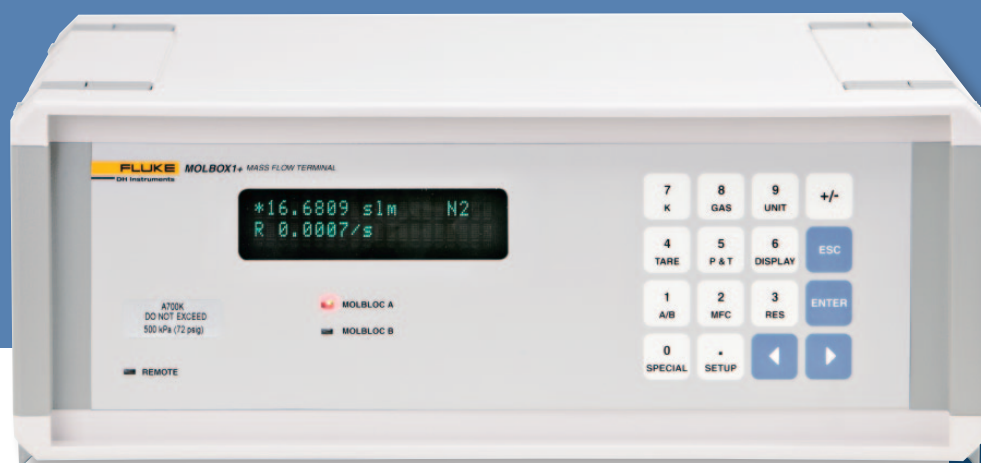 FLUKE MOLBOX1+ MASS FLOW TERMINAL
DH Instruments
*16.6809 slm N2
R 0.0007/s
MOLBLOC A
MOLBLOC B
A700K
DO NOT EXCEED
500 kPa (72 psig)
REMOTE
7 8 9 +/-
K GAS UNIT
4 5 6 ESC
TARE P & T DISPLAY
1 2 3 ENTER
A/B MFC RES
0 .
SPECIAL SETUP